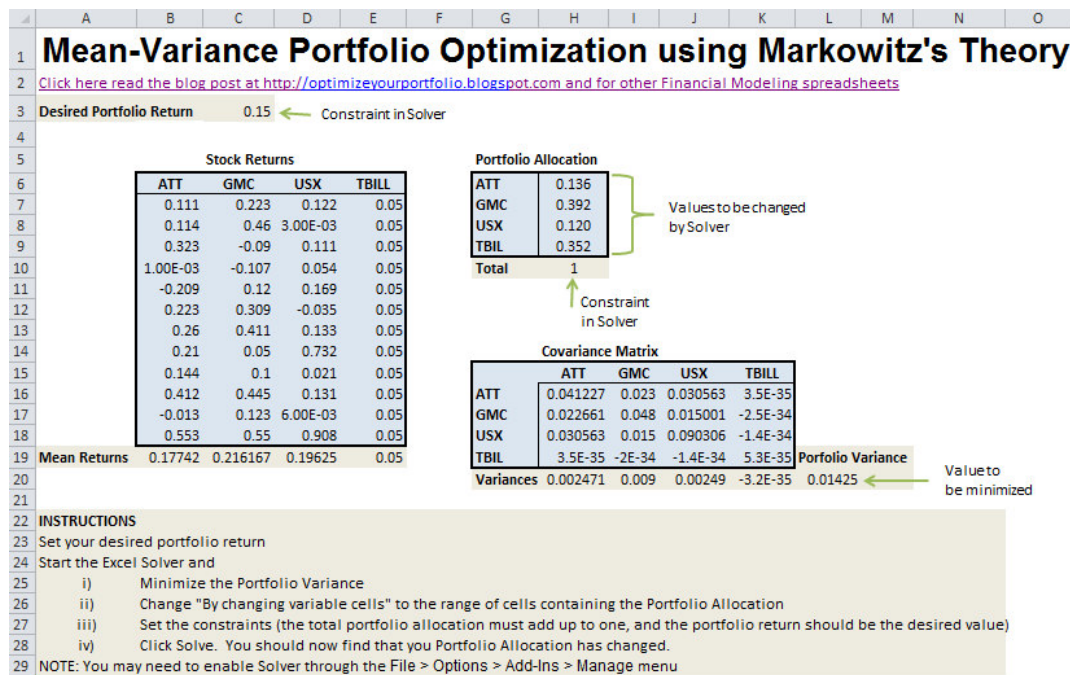 A B C D E F G H I J K L M N O
1 Mean-Variance Portfolio Optimization using Markowitz's Theory
2 Click here read the blog post at http://optimizeyourportfolio.blogspot.com and for other Financial Modeling spreadsheets
3 Desired Portfolio Return 0.15 Constraint in Solver
4
5 Stock Returns Portfolio Allocation
6 ATT GMC USX TBILL ATT 0.136
7 0.111 0.223 0.122 0.05 GMC 0.392 Values to be changed
8 0.114 0.46 3.00E-03 0.05 USX 0.120 by Solver
9 0.323 -0.09 0.111 0.05 TBIL 0.352
10 1.00E-03 -0.107 0.054 0.05 Total 1
11 -0.209 0.12 0.169 0.05
12 0.223 0.309 -0.035 0.05 Constraint
13 0.26 0.411 0.133 0.05 in Solver
14 0.21 0.05 0.732 0.05 Covariance Matrix
15 0.144 0.1 0.021 0.05 ATT GMC USX TBILL
16 0.412 0.445 0.131 0.05 ATT 0.041227 0.023 0.030563 3.5E-35
17 -0.013 0.123 6.00E-03 0.05 GMC 0.022661 0.048 0.015001 -2.5E-34
18 0.553 0.55 0.908 0.05 USX 0.030563 0.015 0.090306 -1.4E-34
19 Mean Returns 0.17742 0.216167 0.19625 0.05 TBIL 3.5E-35 -2E-34 -1.4E-34 5.3E-35 Porfolio Variance
20 Variances 0.002471 0.009 0.00249 -3.2E-35 0.01425 Value to
be minimized
21
22 INSTRUCTIONS
23 Set your desired portfolio return
24 Start the Excel Solver and
25 i) Minimize the Portfolio Variance
26 ii) Change "By changing variable cells" to the range of cells containing the Portfolio Allocation
27 iii) Set the constraints (the total portfolio allocation must add up to one, and the portfolio return should be the desired value)
28 iv) Click Solve. You should now find that you Portfolio Allocation has changed.
29 NOTE: You may need to enable Solver through the File > Options > Add-Ins > Manage menu